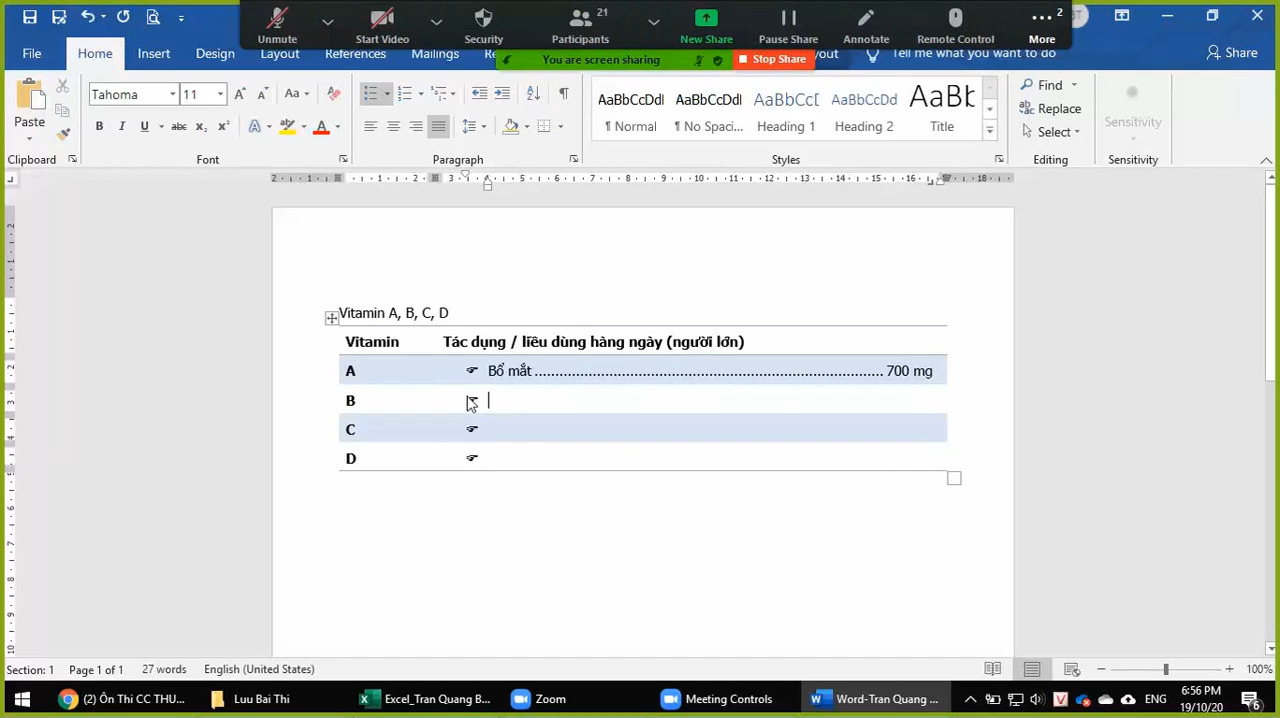 Unmute
Start Video
Security
21
Participants
New Share
Pause Share
Annotate
Remote Control
2
More
File
Home
Insert
Design
Layout
References
Mailings
You are screen sharing
Stop Share
Tell me what you want to do
Share
Paste
Clipboard
Tahoma
11
Font
Paragraph
AaBbCcDdI
¶ Normal
AaBbCcDdI
¶ No Spaci...
AaBbC(
Heading 1
AaBbCcDd
Heading 2
AaBb
Title
Styles
Find
Replace
Select
Editing
Sensitivity
Sensitivity
Vitamin A, B, C, D
Vitamin Tác dụng / liều dùng hàng ngày (người lớn)
A ☞ Bổ mắt ..................................................................................... 700 mg
B ☞
C ☞
D ☞
Section: 1 Page 1 of 1 27 words English (United States)
100%
(2) Ôn Thi CC THU...
Luu Bai Thi
Excel_Tran Quang B...
Zoom
Meeting Controls
Word-Tran Quang ...
ENG
6:56 PM
19/10/20
6